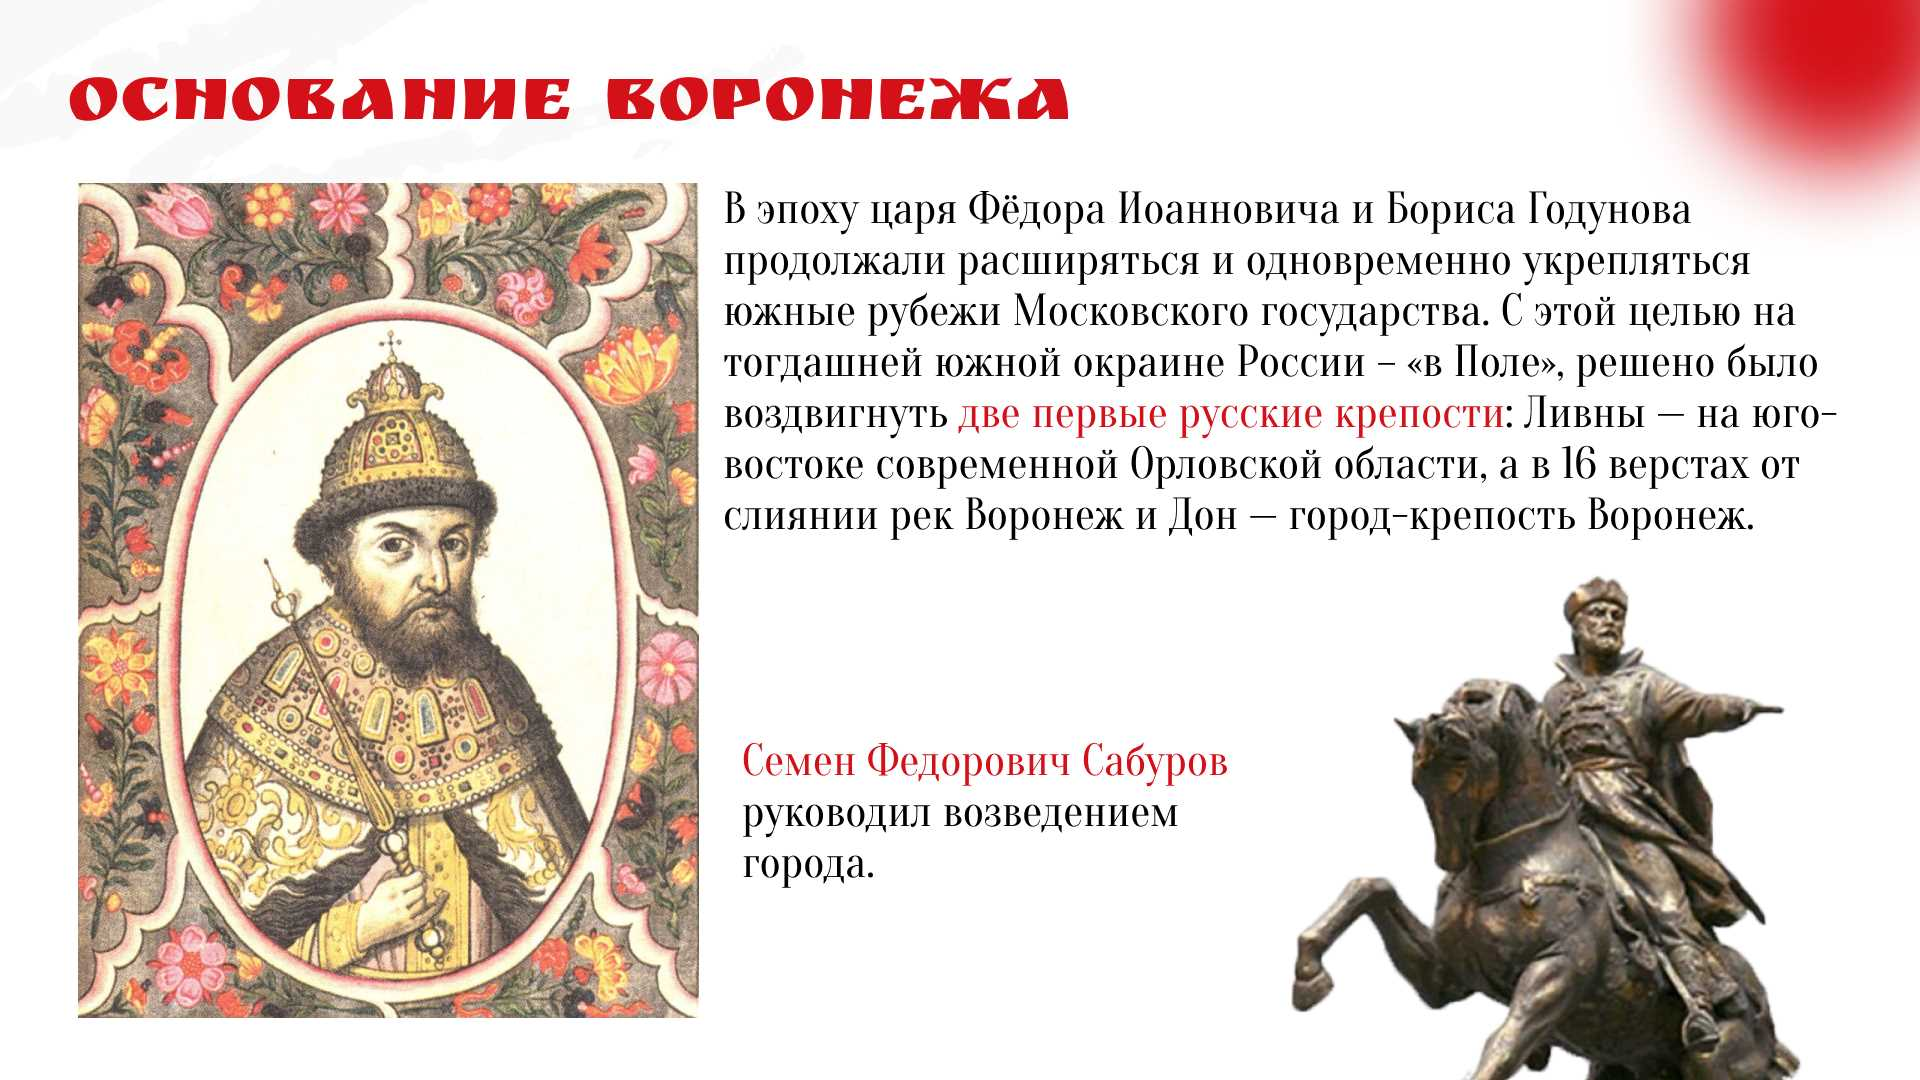 ОСНОВАНИЕ ВОРОНЕЖА
В эпоху царя Фёдора Иоанновича и Бориса Годунова
продолжали расширяться и одновременно укрепляться
южные рубежи Московского государства. С этой целью на
тогдашней южной окраине России – «в Поле», решено было
воздвигнуть две первые русские крепости: Ливны — на юго-
востоке современной Орловской области, а в 16 верстах от
слиянии рек Воронеж и Дон — город-крепость Воронеж.
Семен Федорович Сабуров
руководил возведением
города.